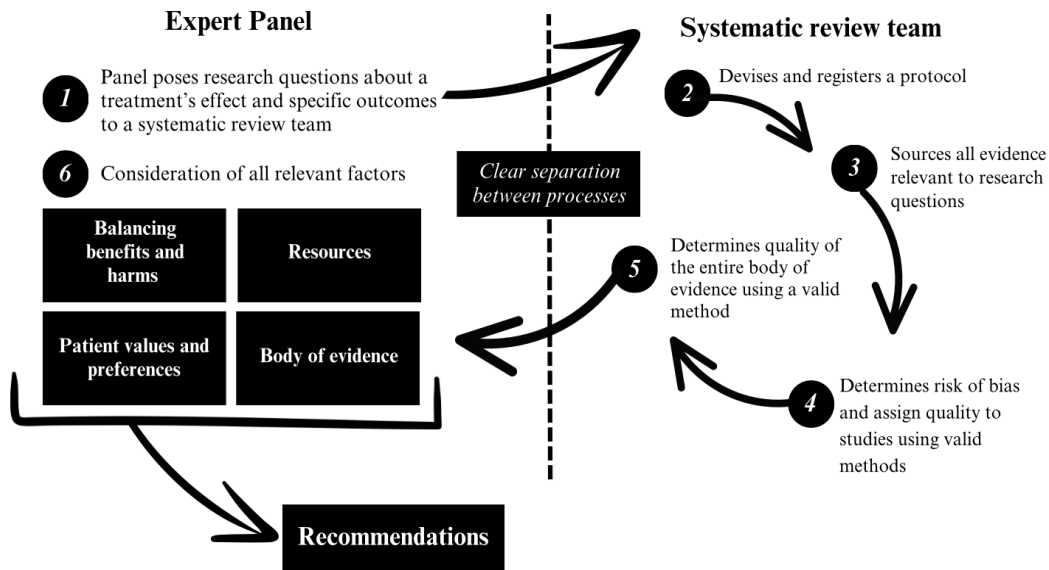 Expert Panel
1
Panel poses research questions about a
treatment's effect and specific outcomes
to a systematic review team
6
Consideration of all relevant factors
Balancing
benefits and
harms
Resources
Patient values and
preferences
Body of evidence
Recommendations
Clear separation
between processes
Systematic review team
2
Devises and registers a protocol
3
Sources all evidence
relevant to research
questions
4
Determines risk of bias
and assign quality to
studies using valid
methods
5
Determines quality of
the entire body of
evidence using a valid
method